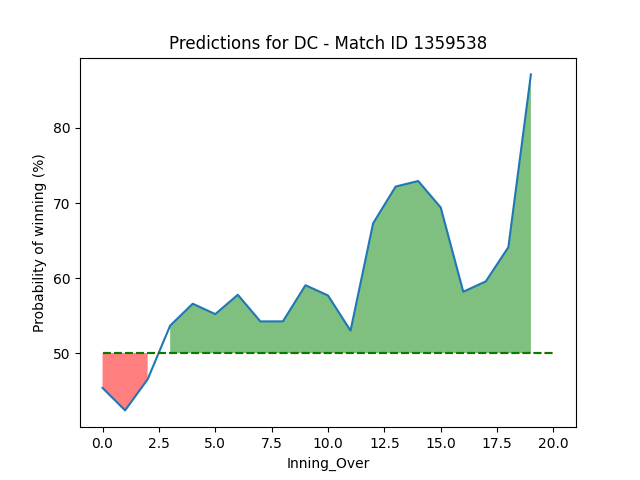 Predictions for DC - Match ID 1359538
Probability of winning (%)
80
70
60
50
0.0 2.5 5.0 7.5 10.0 12.5 15.0 17.5 20.0
Inning_Over